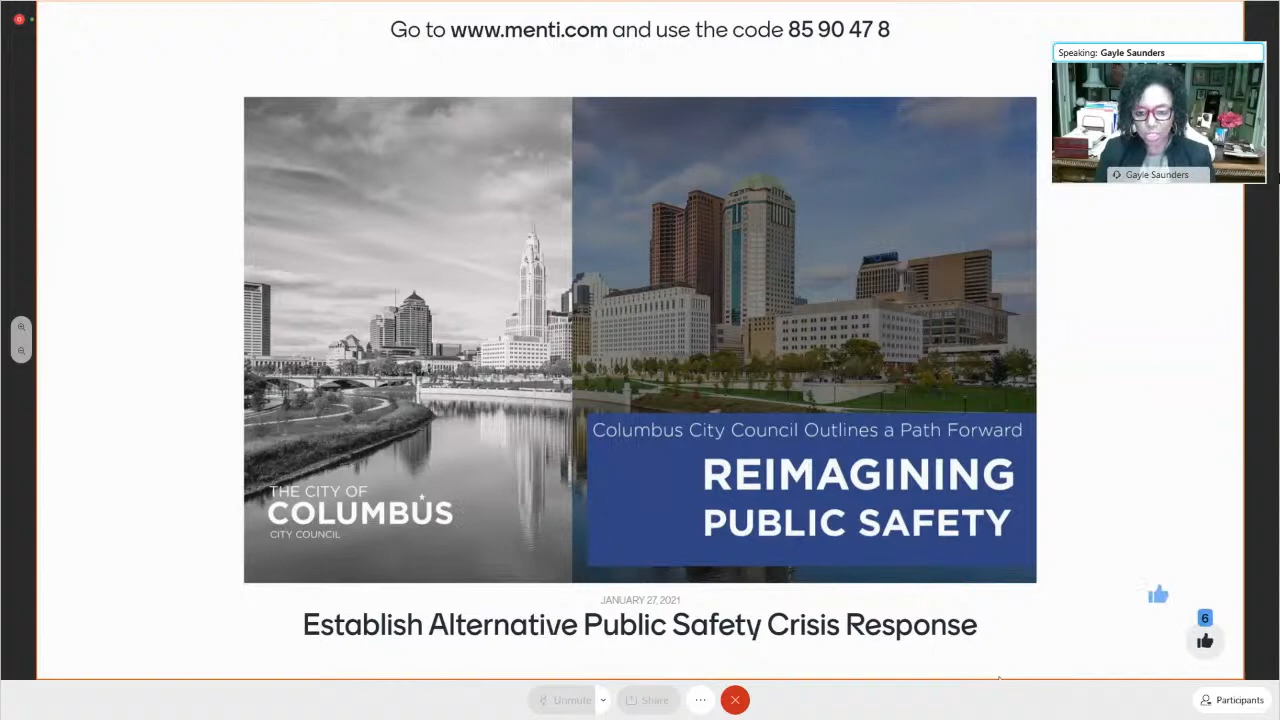 Go to www.menti.com and use the code 85 90 47 8
Speaking: Gayle Saunders
Gayle Saunders
Columbus City Council Outlines a Path Forward
REIMAGINING
PUBLIC SAFETY
THE CITY OF
COLUMBUS
CITY COUNCIL
JANUARY 27, 2021
Establish Alternative Public Safety Crisis Response
6
Unmute
Share
Participants